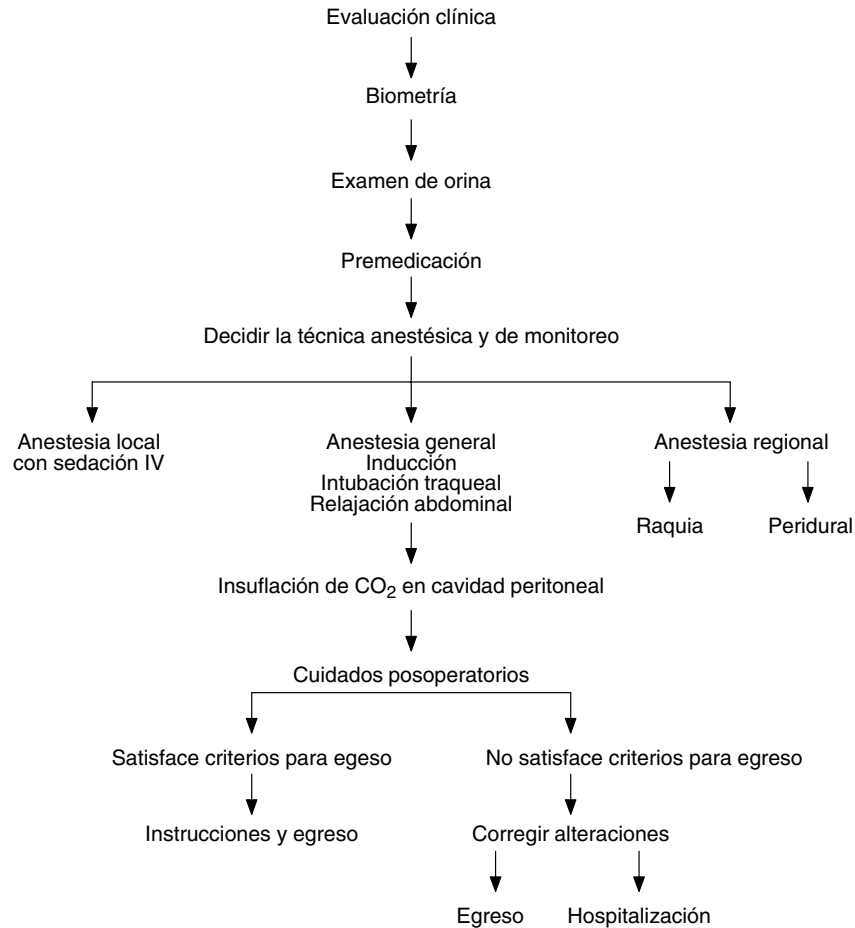 Evaluación clínica
Biometría
Examen de orina
Premedicación
Decidir la técnica anestésica y de monitoreo
Anestesia local
con sedación IV
Anestesia general
Inducción
Intubación traqueal
Relajación abdominal
Anestesia regional
Raquia
Peridural
Insuflación de CO₂ en cavidad peritoneal
Cuidados posoperatorios
Satisface criterios para egeso
No satisface criterios para egreso
Instrucciones y egreso
Corregir alteraciones
Egreso
Hospitalización